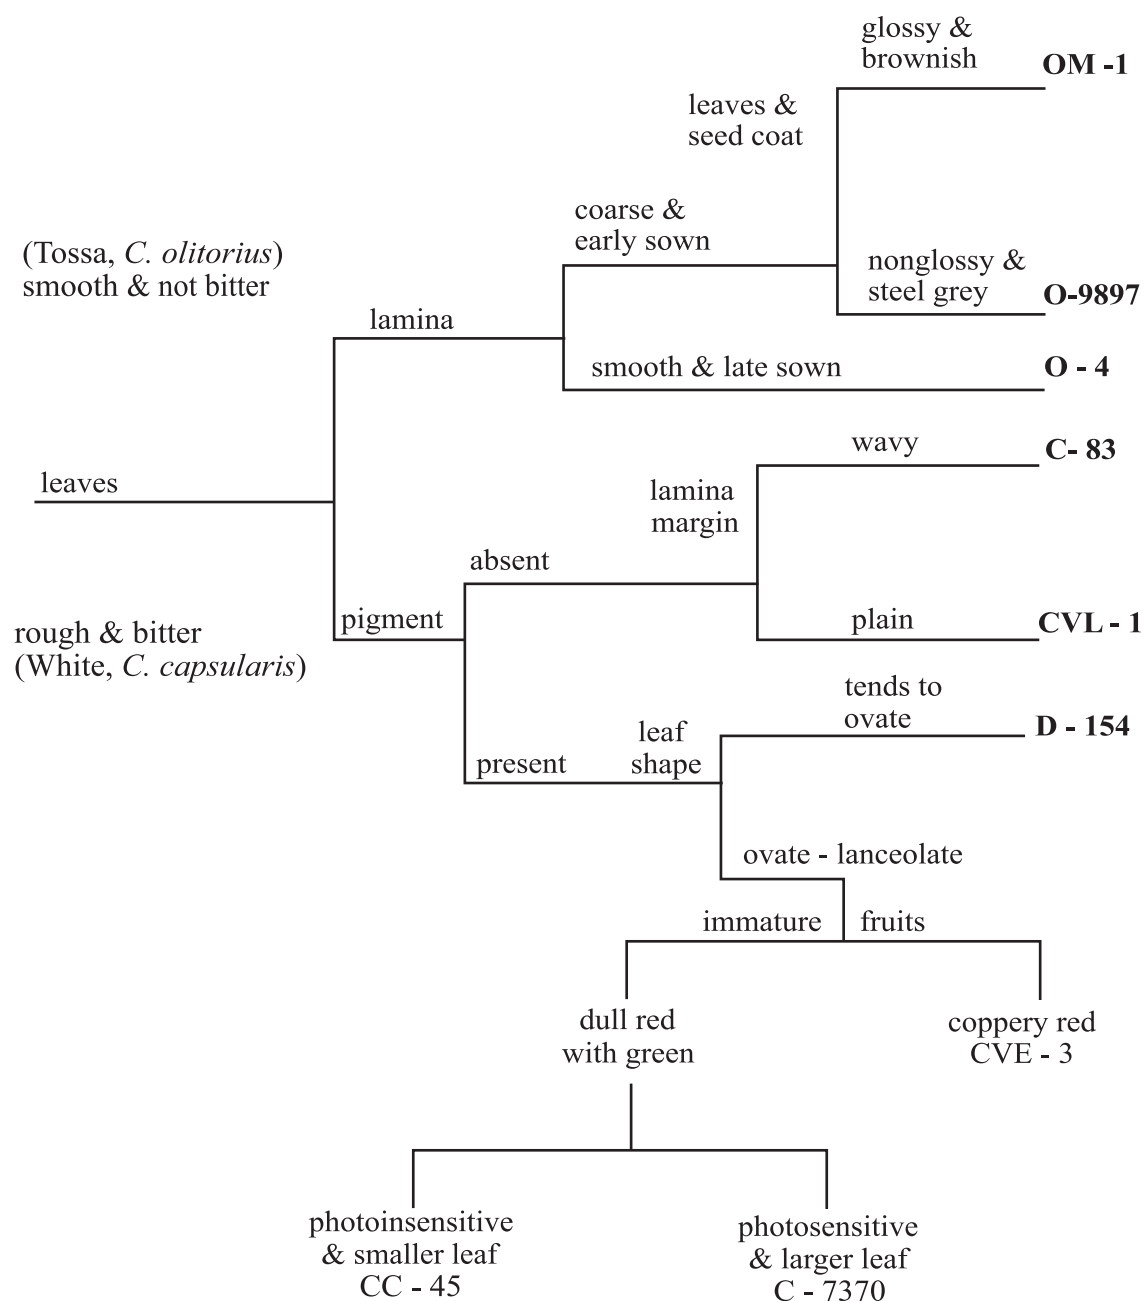 glossy &
brownish
OM -1
leaves &
seed coat
coarse &
early sown
(Tossa, C. olitorius)
smooth & not bitter
nonglossy &
steel grey
O-9897
lamina
smooth & late sown
O - 4
wavy
C- 83
leaves
lamina
margin
absent
pigment
plain
CVL - 1
rough & bitter
(White, C. capsularis)
tends to
ovate
D - 154
leaf
shape
present
ovate - lanceolate
immature fruits
dull red
with green
coppery red
CVE - 3
photoinsensitive
& smaller leaf
CC - 45
photosensitive
& larger leaf
C - 7370